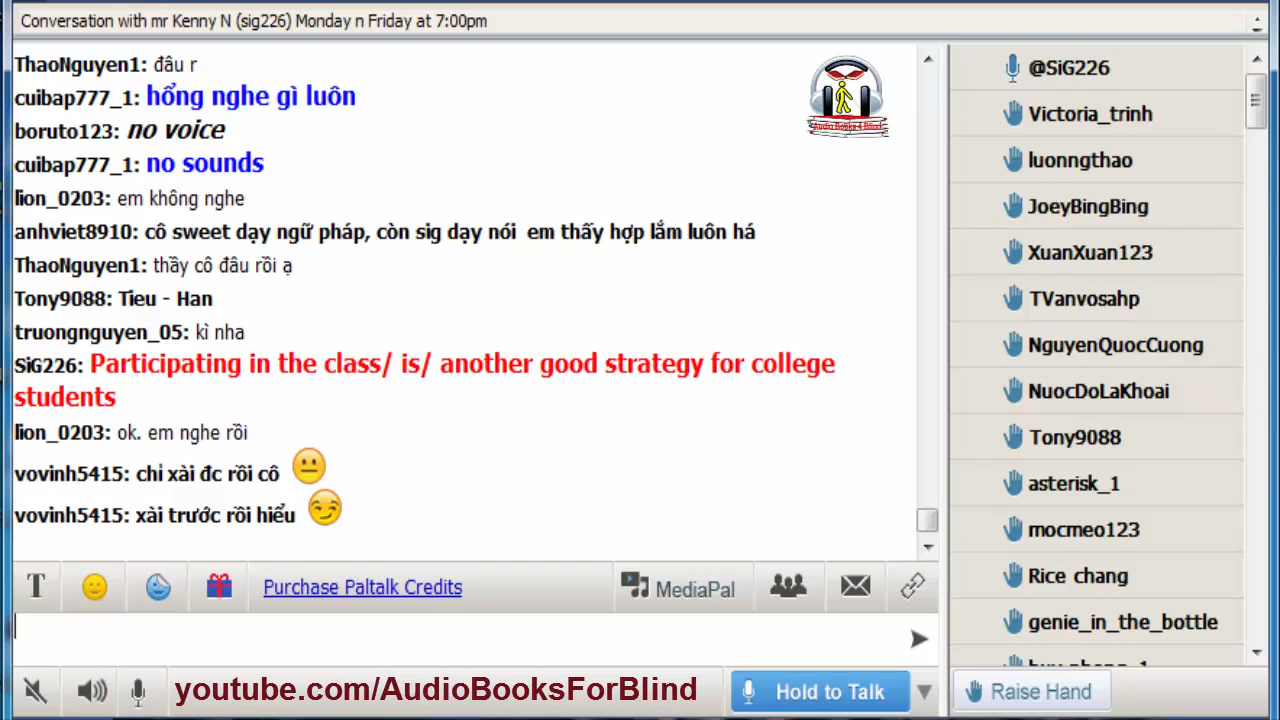 Conversation with mr Kenny N (sig226) Monday n Friday at 7:00pm
ThaoNguyen1: đâu r
cuibap777_1: hổng nghe gì luôn
boruto123: no voice
cuibap777_1: no sounds
lion_0203: em không nghe
anhviet8910: cô sweet dạy ngữ pháp, còn sig dạy nói em thấy hợp lắm luôn há
ThaoNguyen1: thầy cô đâu rồi ạ
Tony9088: Tieu - Han
truongnguyen_05: kì nha
SiG226: Participating in the class/ is/ another good strategy for college
students
lion_0203: ok. em nghe rồi
vovinh5415: chỉ xài đc rồi cô
vovinh5415: xài trước rồi hiểu
Audio Books 4 Blind
T
Purchase Paltalk Credits
MediaPal
youtube.com/AudioBooksForBlind
Hold to Talk
@SiG226
Victoria_trinh
luonngthao
JoeyBingBing
XuanXuan123
TVanvosahp
NguyenQuocCuong
NuocDoLaKhoai
Tony9088
asterisk_1
mocmeo123
Rice chang
genie_in_the_bottle
Raise Hand